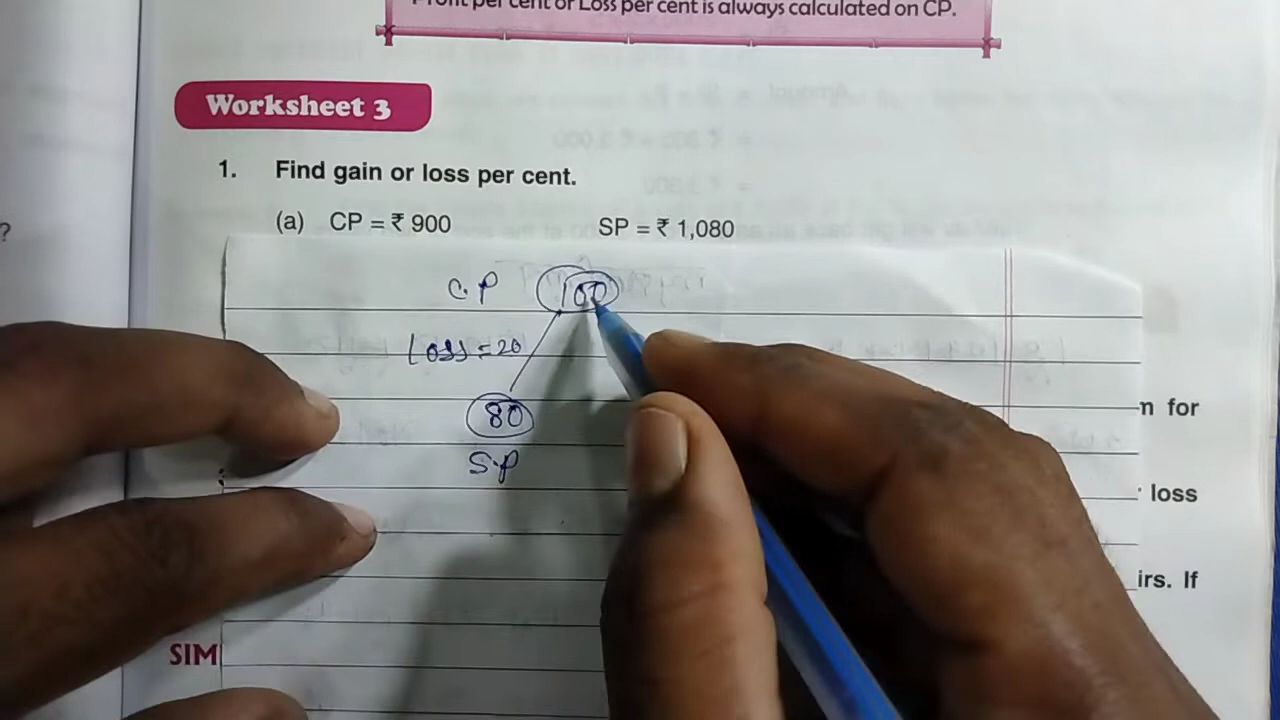 Profit per cent or Loss per cent is always calculated on CP.
Worksheet 3
1. Find gain or loss per cent.
(a) CP = ₹ 900 SP = ₹ 1,080
C.P 100
Loss = 20
80
S.P
n for
loss
irs. If
SIM
?